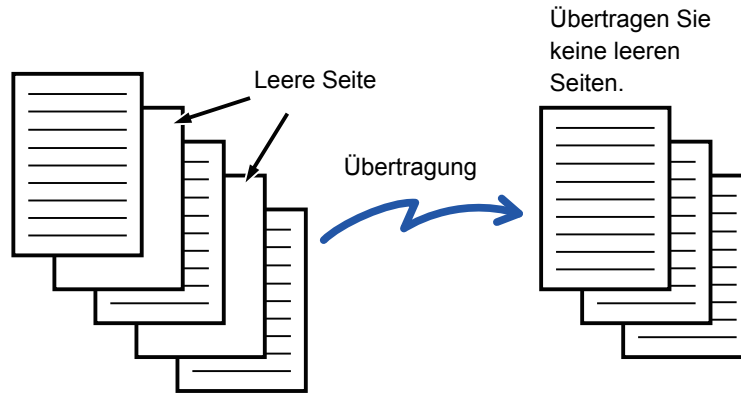 Übertragen Sie
keine leeren
Seiten.
Leere Seite
Übertragung